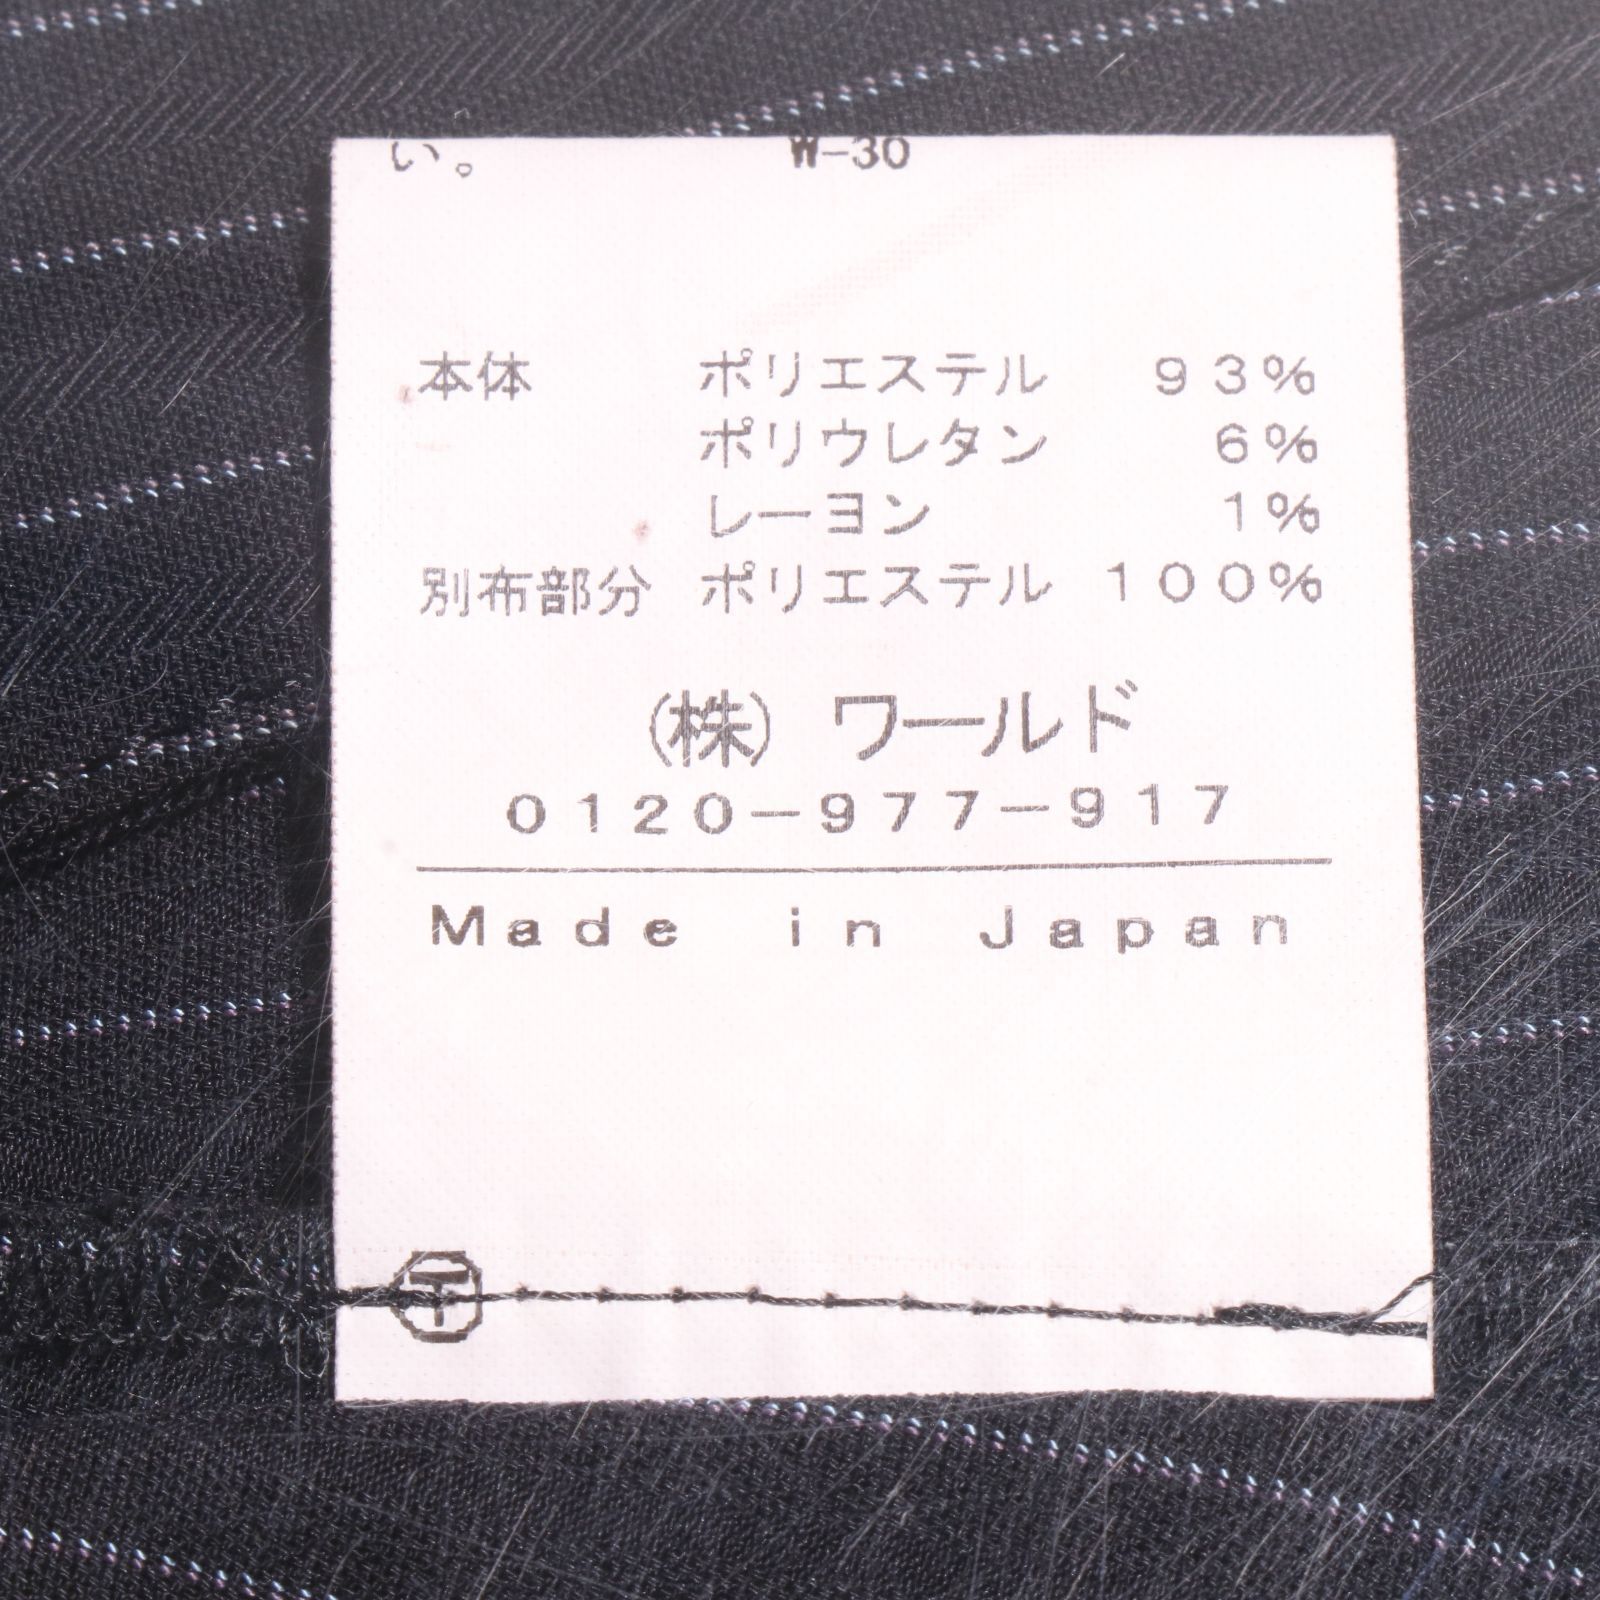 い。 W-30
本体 ポリエステル 93%
ポリウレタン 6%
レーヨン 1%
別布部分 ポリエステル 100%
(株) ワールド
0120-977-917
Made in Japan
〒